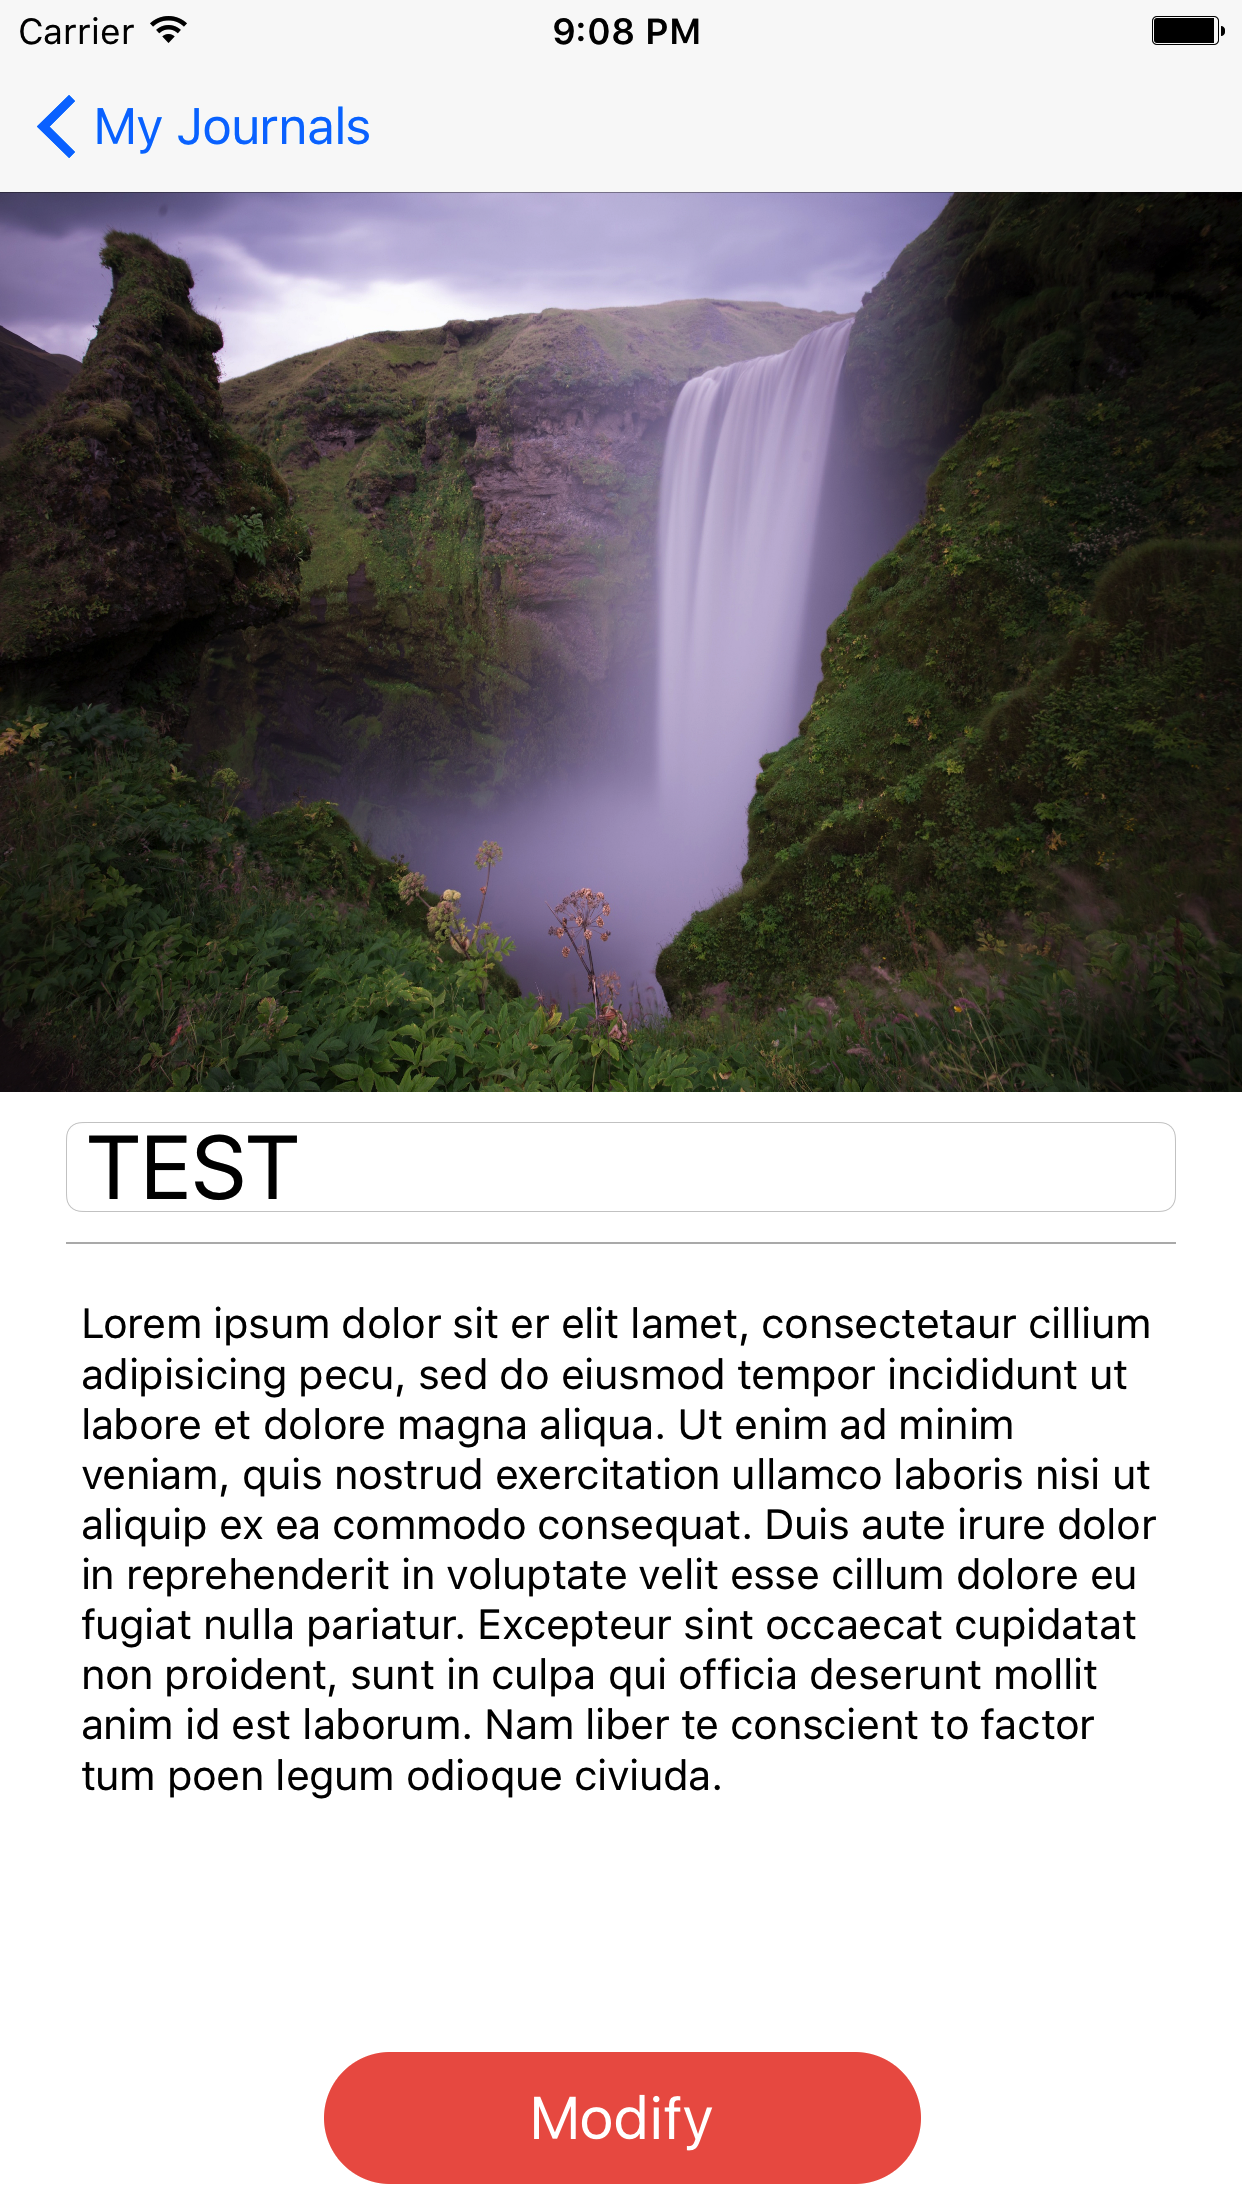 Carrier 9:08 PM
My Journals
TEST
Lorem ipsum dolor sit er elit lamet, consectetaur cillium
adipisicing pecu, sed do eiusmod tempor incididunt ut
labore et dolore magna aliqua. Ut enim ad minim
veniam, quis nostrud exercitation ullamco laboris nisi ut
aliquip ex ea commodo consequat. Duis aute irure dolor
in reprehenderit in voluptate velit esse cillum dolore eu
fugiat nulla pariatur. Excepteur sint occaecat cupidatat
non proident, sunt in culpa qui officia deserunt mollit
anim id est laborum. Nam liber te conscient to factor
tum poen legum odioque civiuda.
Modify